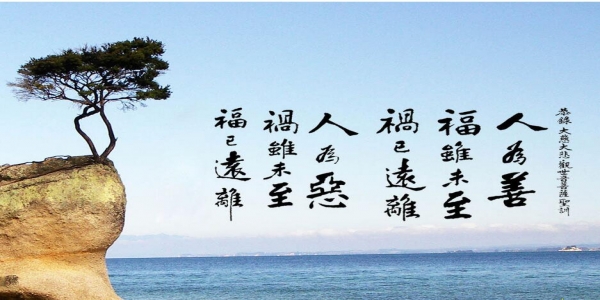 恭錄大慈大悲觀世音菩薩聖訓
人為善
福雖未至
禍已遠離
人為惡
禍雖未至
福已遠離